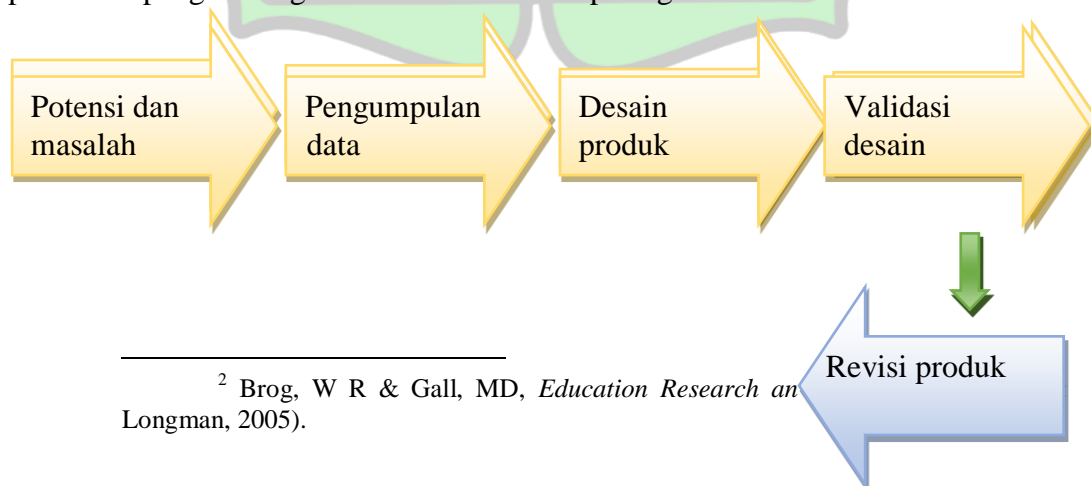 Potensi dan
masalah
Pengumpulan
data
Desain
produk
Validasi
desain
Revisi produk
2 Brog, W R & Gall, MD, Education Research an
Longman, 2005).